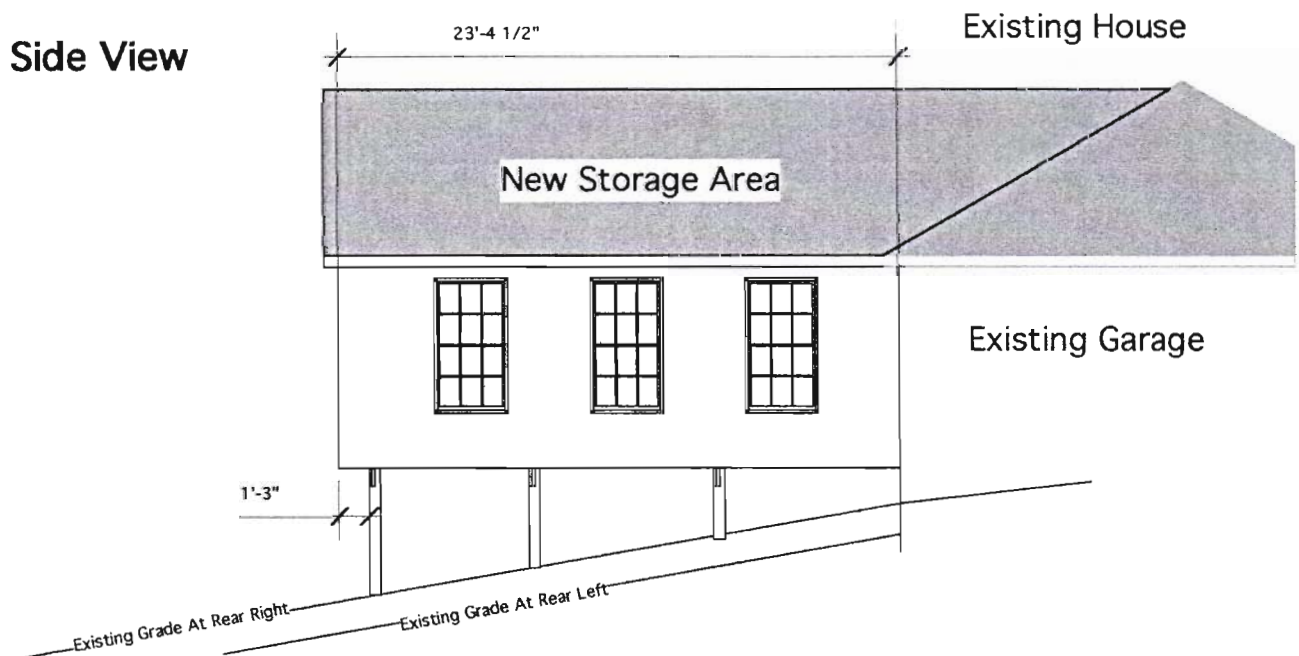 Side View
23'-4 1/2"
Existing House
New Storage Area
Existing Garage
1'-3"
Existing Grade At Rear Right
Existing Grade At Rear Left